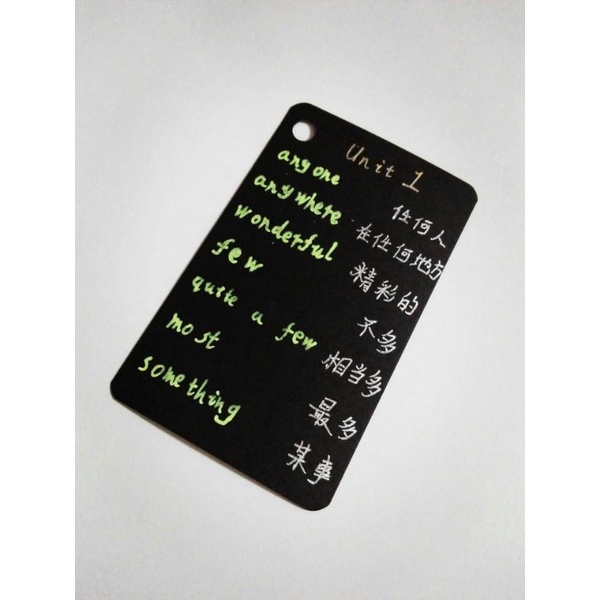 Unit 1
anyone 任何人
anywhere 在任何地方
wonderful 精彩的
few 不多
quite a few 相当多
most 最多
something 某事